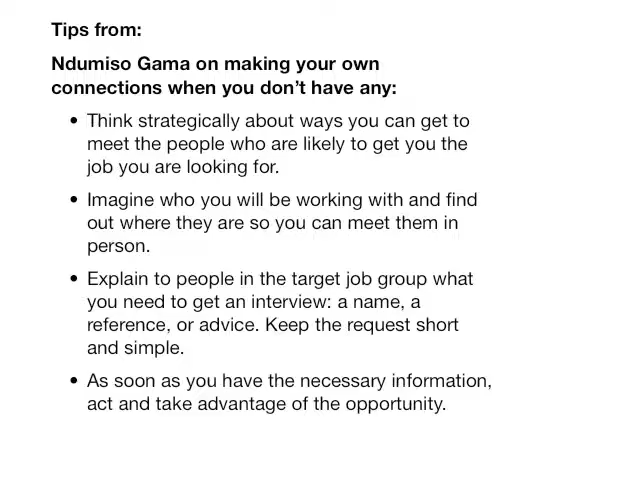 Tips from:
Ndumiso Gama on making your own
connections when you don’t have any:
• Think strategically about ways you can get to
meet the people who are likely to get you the
job you are looking for.
• Imagine who you will be working with and find
out where they are so you can meet them in
person.
• Explain to people in the target job group what
you need to get an interview: a name, a
reference, or advice. Keep the request short
and simple.
• As soon as you have the necessary information,
act and take advantage of the opportunity.